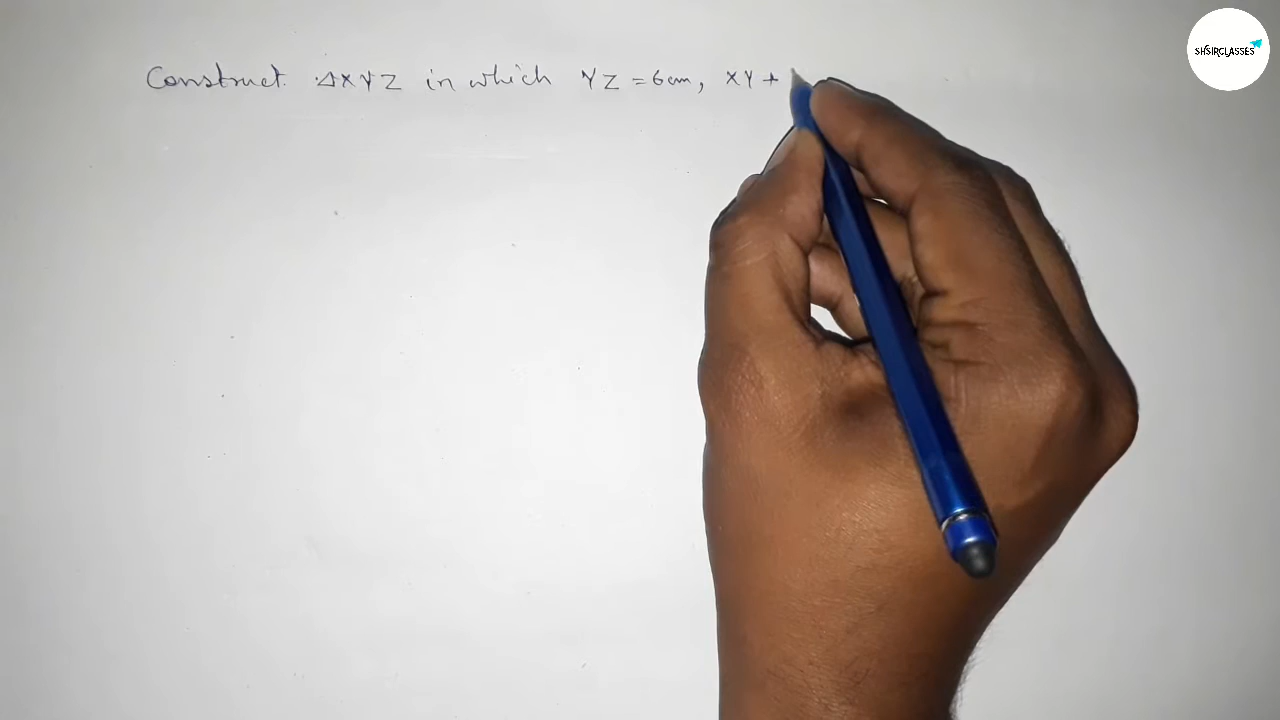 Construct ΔXYZ in which YZ = 6cm, XY +
SHSIRCLASSES